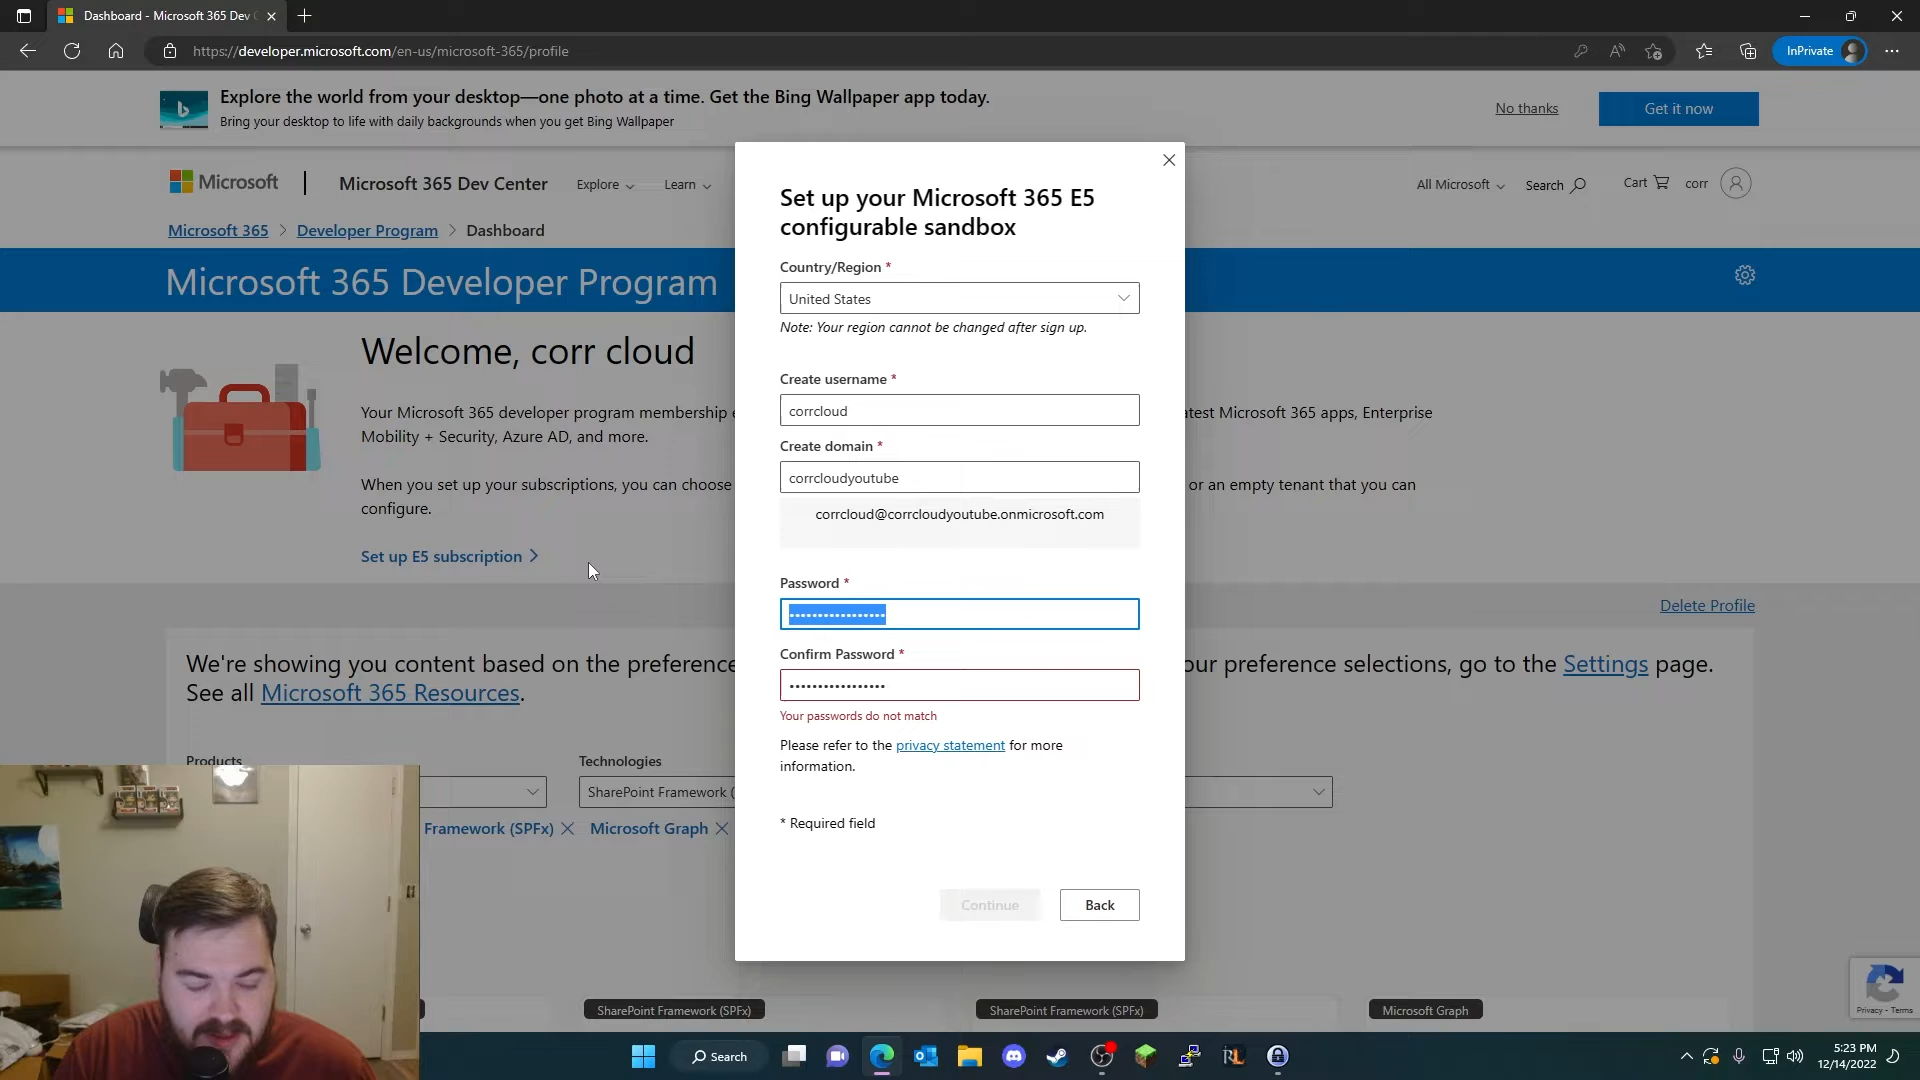 Dashboard - Microsoft 365 Dev C
https://developer.microsoft.com/en-us/microsoft-365/profile
InPrivate
Explore the world from your desktop—one photo at a time. Get the Bing Wallpaper app today.
Bring your desktop to life with daily backgrounds when you get Bing Wallpaper
No thanks
Get it now
Microsoft
Microsoft 365 Dev Center
Explore
Learn
All Microsoft
Search
Cart
corr
Microsoft 365 > Developer Program > Dashboard
Microsoft 365 Developer Program
Welcome, corr cloud
Your Microsoft 365 developer program membership e
atest Microsoft 365 apps, Enterprise
Mobility + Security, Azure AD, and more.
When you set up your subscriptions, you can choose
or an empty tenant that you can
configure.
Set up E5 subscription
Delete Profile
We're showing you content based on the preference
our preference selections, go to the Settings page.
See all Microsoft 365 Resources.
Products
Technologies
SharePoint Framework (
Framework (SPFx)
Microsoft Graph
SharePoint Framework (SPFx)
SharePoint Framework (SPFx)
Microsoft Graph
Set up your Microsoft 365 E5
configurable sandbox
Country/Region *
United States
Note: Your region cannot be changed after sign up.
Create username *
corrcloud
Create domain *
corrcloudyoutube
corrcloud@corrcloudyoutube.onmicrosoft.com
Password *
•••••••••••••••••
Confirm Password *
•••••••••••••••••
Your passwords do not match
Please refer to the privacy statement for more
information.
* Required field
Continue
Back
Privacy - Terms
Search
5:23 PM
12/14/2022